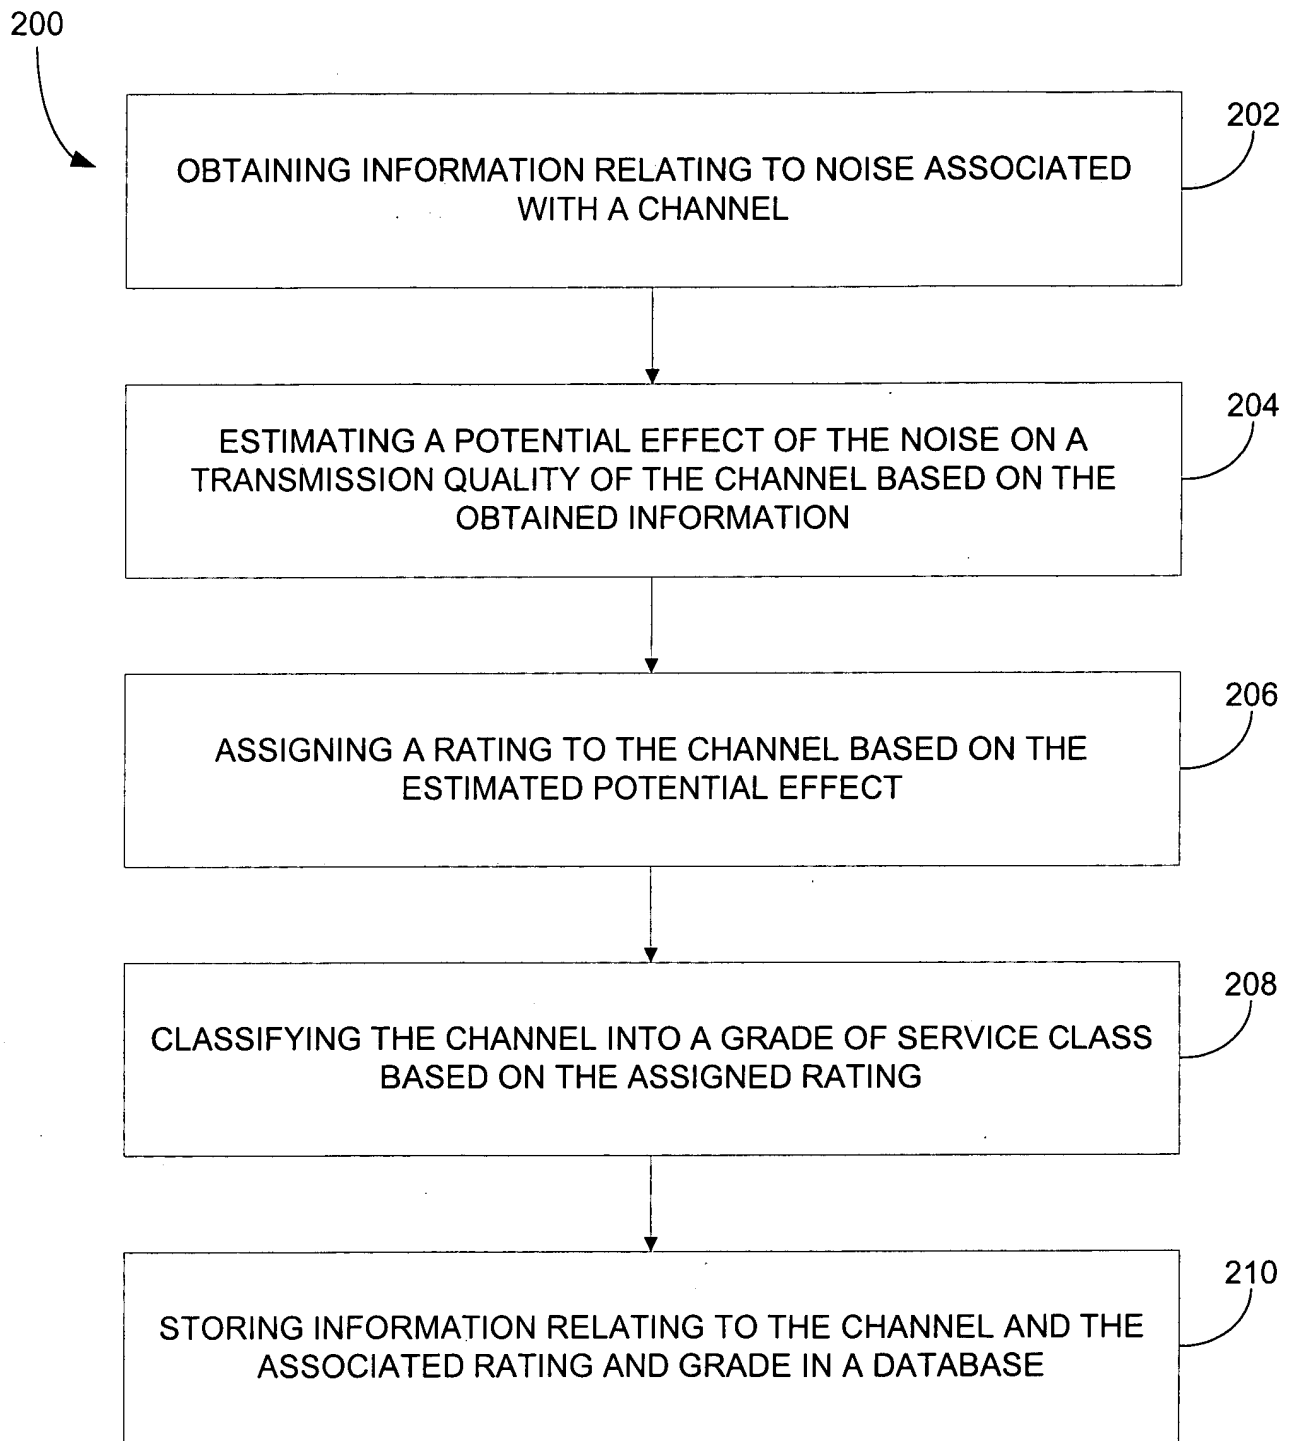 200
202
OBTAINING INFORMATION RELATING TO NOISE ASSOCIATED
WITH A CHANNEL
204
ESTIMATING A POTENTIAL EFFECT OF THE NOISE ON A
TRANSMISSION QUALITY OF THE CHANNEL BASED ON THE
OBTAINED INFORMATION
206
ASSIGNING A RATING TO THE CHANNEL BASED ON THE
ESTIMATED POTENTIAL EFFECT
208
CLASSIFYING THE CHANNEL INTO A GRADE OF SERVICE CLASS
BASED ON THE ASSIGNED RATING
210
STORING INFORMATION RELATING TO THE CHANNEL AND THE
ASSOCIATED RATING AND GRADE IN A DATABASE